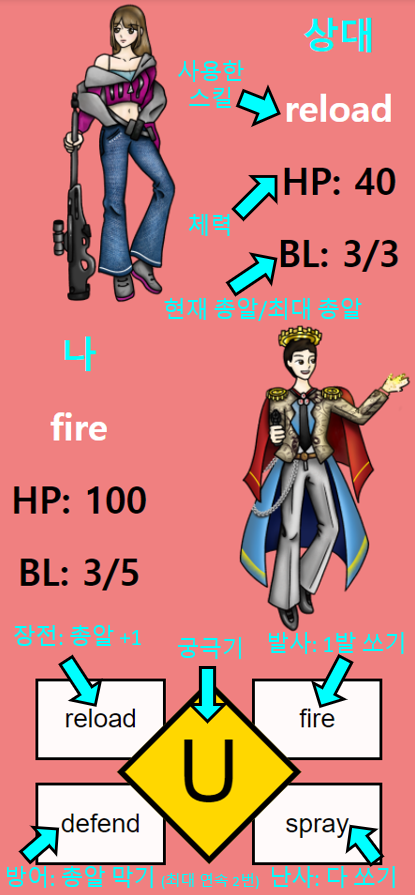 상대
사용한
스킬
reload
체력
HP: 40
BL: 3/3
현재 총알/최대 총알
나
fire
HP: 100
BL: 3/5
장전: 총알 +1
궁극기
발사: 1발 쏘기
reload
fire
U
defend
spray
방어: 총알 막기 (최대 연속 2번)
난사: 다 쏘기